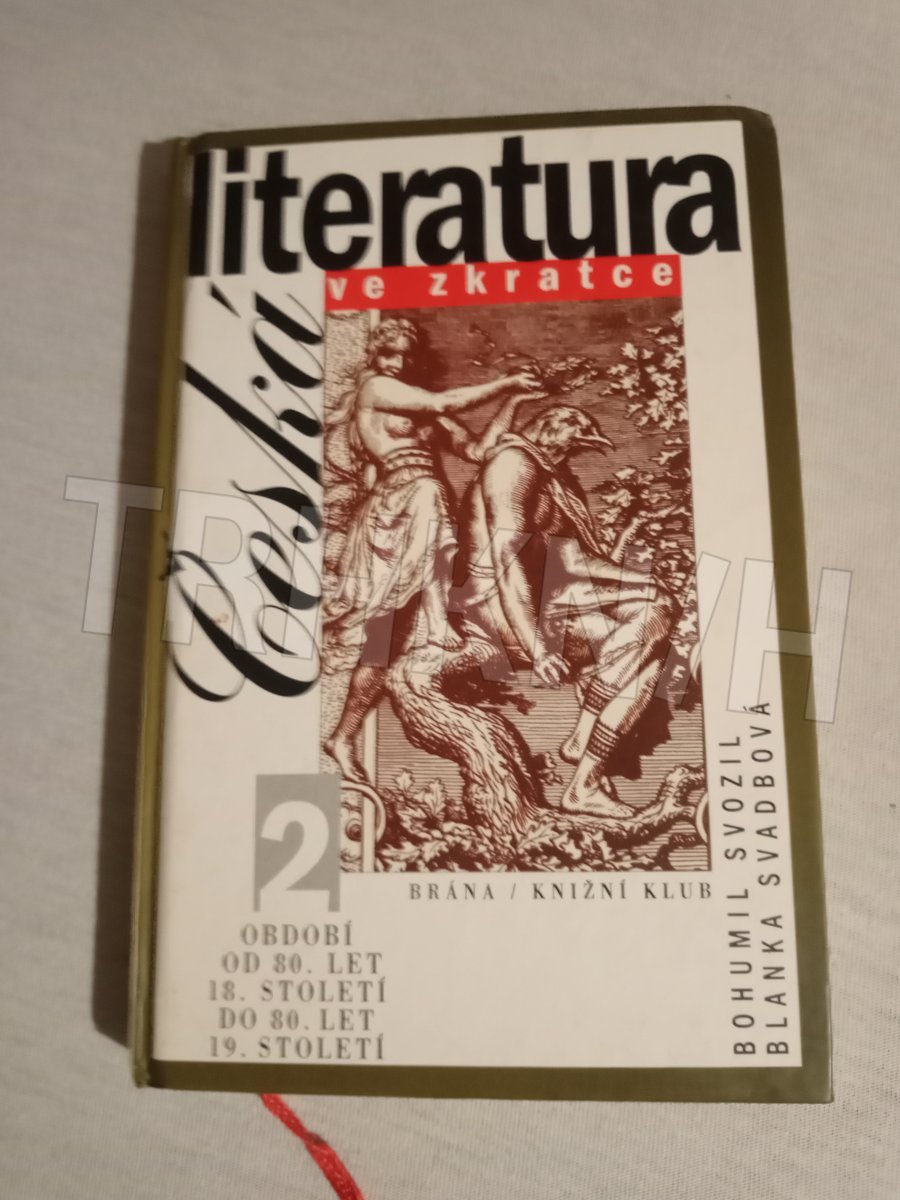 literatura
ve zkratce
Česká
2
OBDOBÍ
OD 80. LET
18. STOLETÍ
DO 80. LET
19. STOLETÍ
BRÁNA / KNIŽNÍ KLUB
BOHUMIL SVOZIL
BLANKA SVADBOVÁ
TRHKNIH